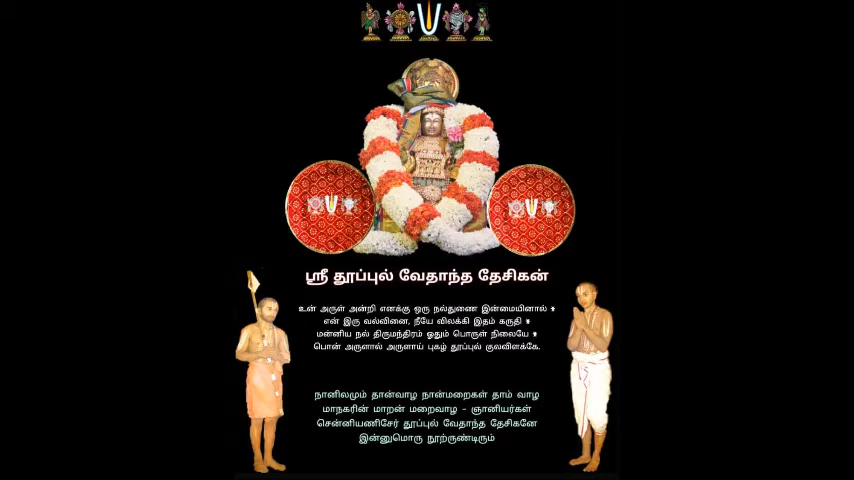 ஸ்ரீ தூப்புல் வேதாந்த தேசிகன்
உன் அருள் அன்றி எனக்கு ஒரு நல்துணை இன்மையினால் *
என் இரு வல்வினை, நீயே விலக்கி இதம் கருதி *
மன்னிய நல் திருமந்திரம் ஓதும் பொருள் நிலையே *
பொன் அருளால் அருளாய் புகழ் தூப்புல் குலவிளக்கே.
நானிலமும் தான்வாழ நான்மறைகள் தாம் வாழ
மாநகரின் மாறன் மறைவாழ - ஞானியர்கள்
சென்னியணிசேர் தூப்புல் வேதாந்த தேசிகனே
இன்னுமொரு நூற்ருண்டிரும்